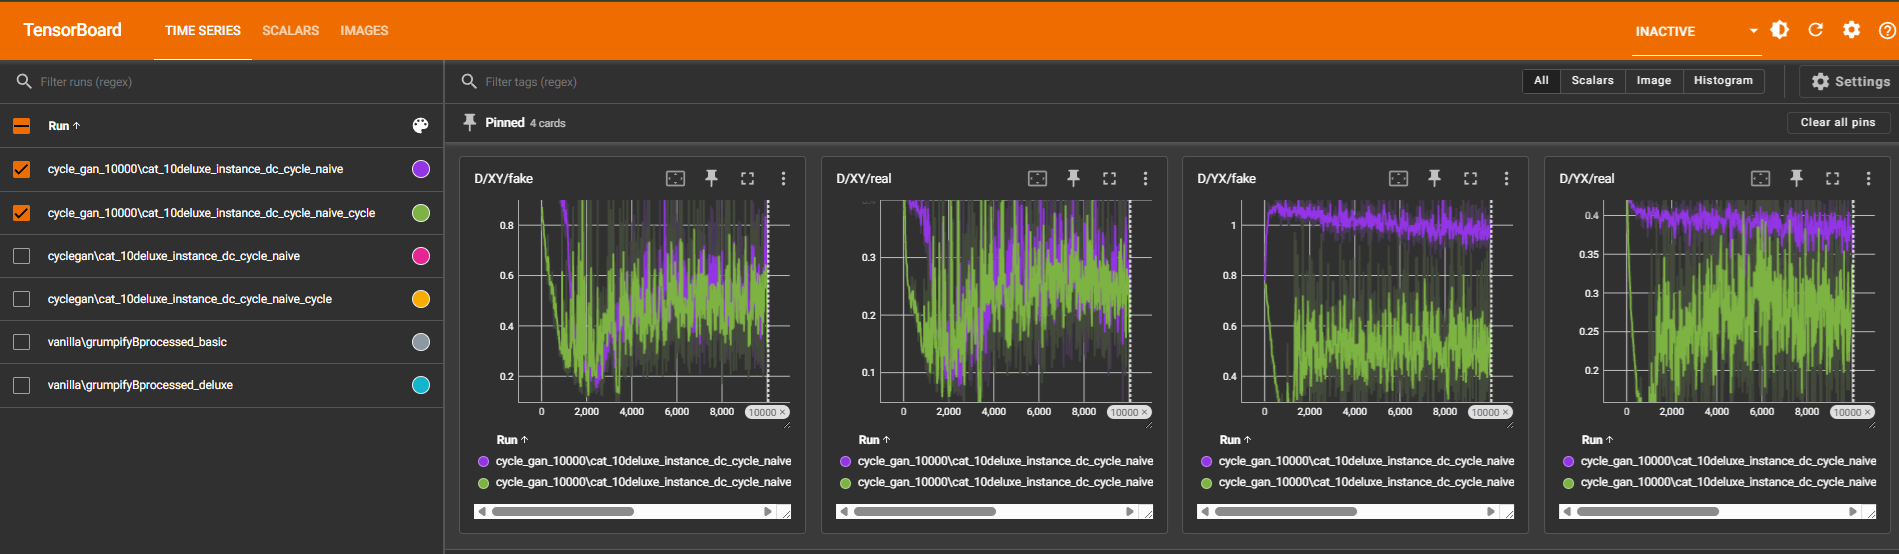 TensorBoard TIME SERIES SCALARS IMAGES INACTIVE
Filter runs (regex)
Run ↑
cycle_gan_10000\cat_10deluxe_instance_dc_cycle_naive
cycle_gan_10000\cat_10deluxe_instance_dc_cycle_naive_cycle
cyclegan\cat_10deluxe_instance_dc_cycle_naive
cyclegan\cat_10deluxe_instance_dc_cycle_naive_cycle
vanilla\grumpifyBprocessed_basic
vanilla\grumpifyBprocessed_deluxe
Filter tags (regex) All Scalars Image Histogram Settings
Pinned 4 cards Clear all pins
D/XY/fake
0.8
0.6
0.4
0.2
0 2,000 4,000 6,000 8,000 10000 ×
Run ↑
cycle_gan_10000\cat_10deluxe_instance_dc_cycle_naive
cycle_gan_10000\cat_10deluxe_instance_dc_cycle_naive
D/XY/real
0.4
0.3
0.2
0.1
0 2,000 4,000 6,000 8,000 10000 ×
Run ↑
cycle_gan_10000\cat_10deluxe_instance_dc_cycle_naive
cycle_gan_10000\cat_10deluxe_instance_dc_cycle_naive
D/YX/fake
1
0.8
0.6
0.4
0 2,000 4,000 6,000 8,000 10000 ×
Run ↑
cycle_gan_10000\cat_10deluxe_instance_dc_cycle_naive
cycle_gan_10000\cat_10deluxe_instance_dc_cycle_naive
D/YX/real
0.4
0.35
0.3
0.25
0.2
0 2,000 4,000 6,000 8,000 10000 ×
Run ↑
cycle_gan_10000\cat_10deluxe_instance_dc_cycle_naive
cycle_gan_10000\cat_10deluxe_instance_dc_cycle_naive